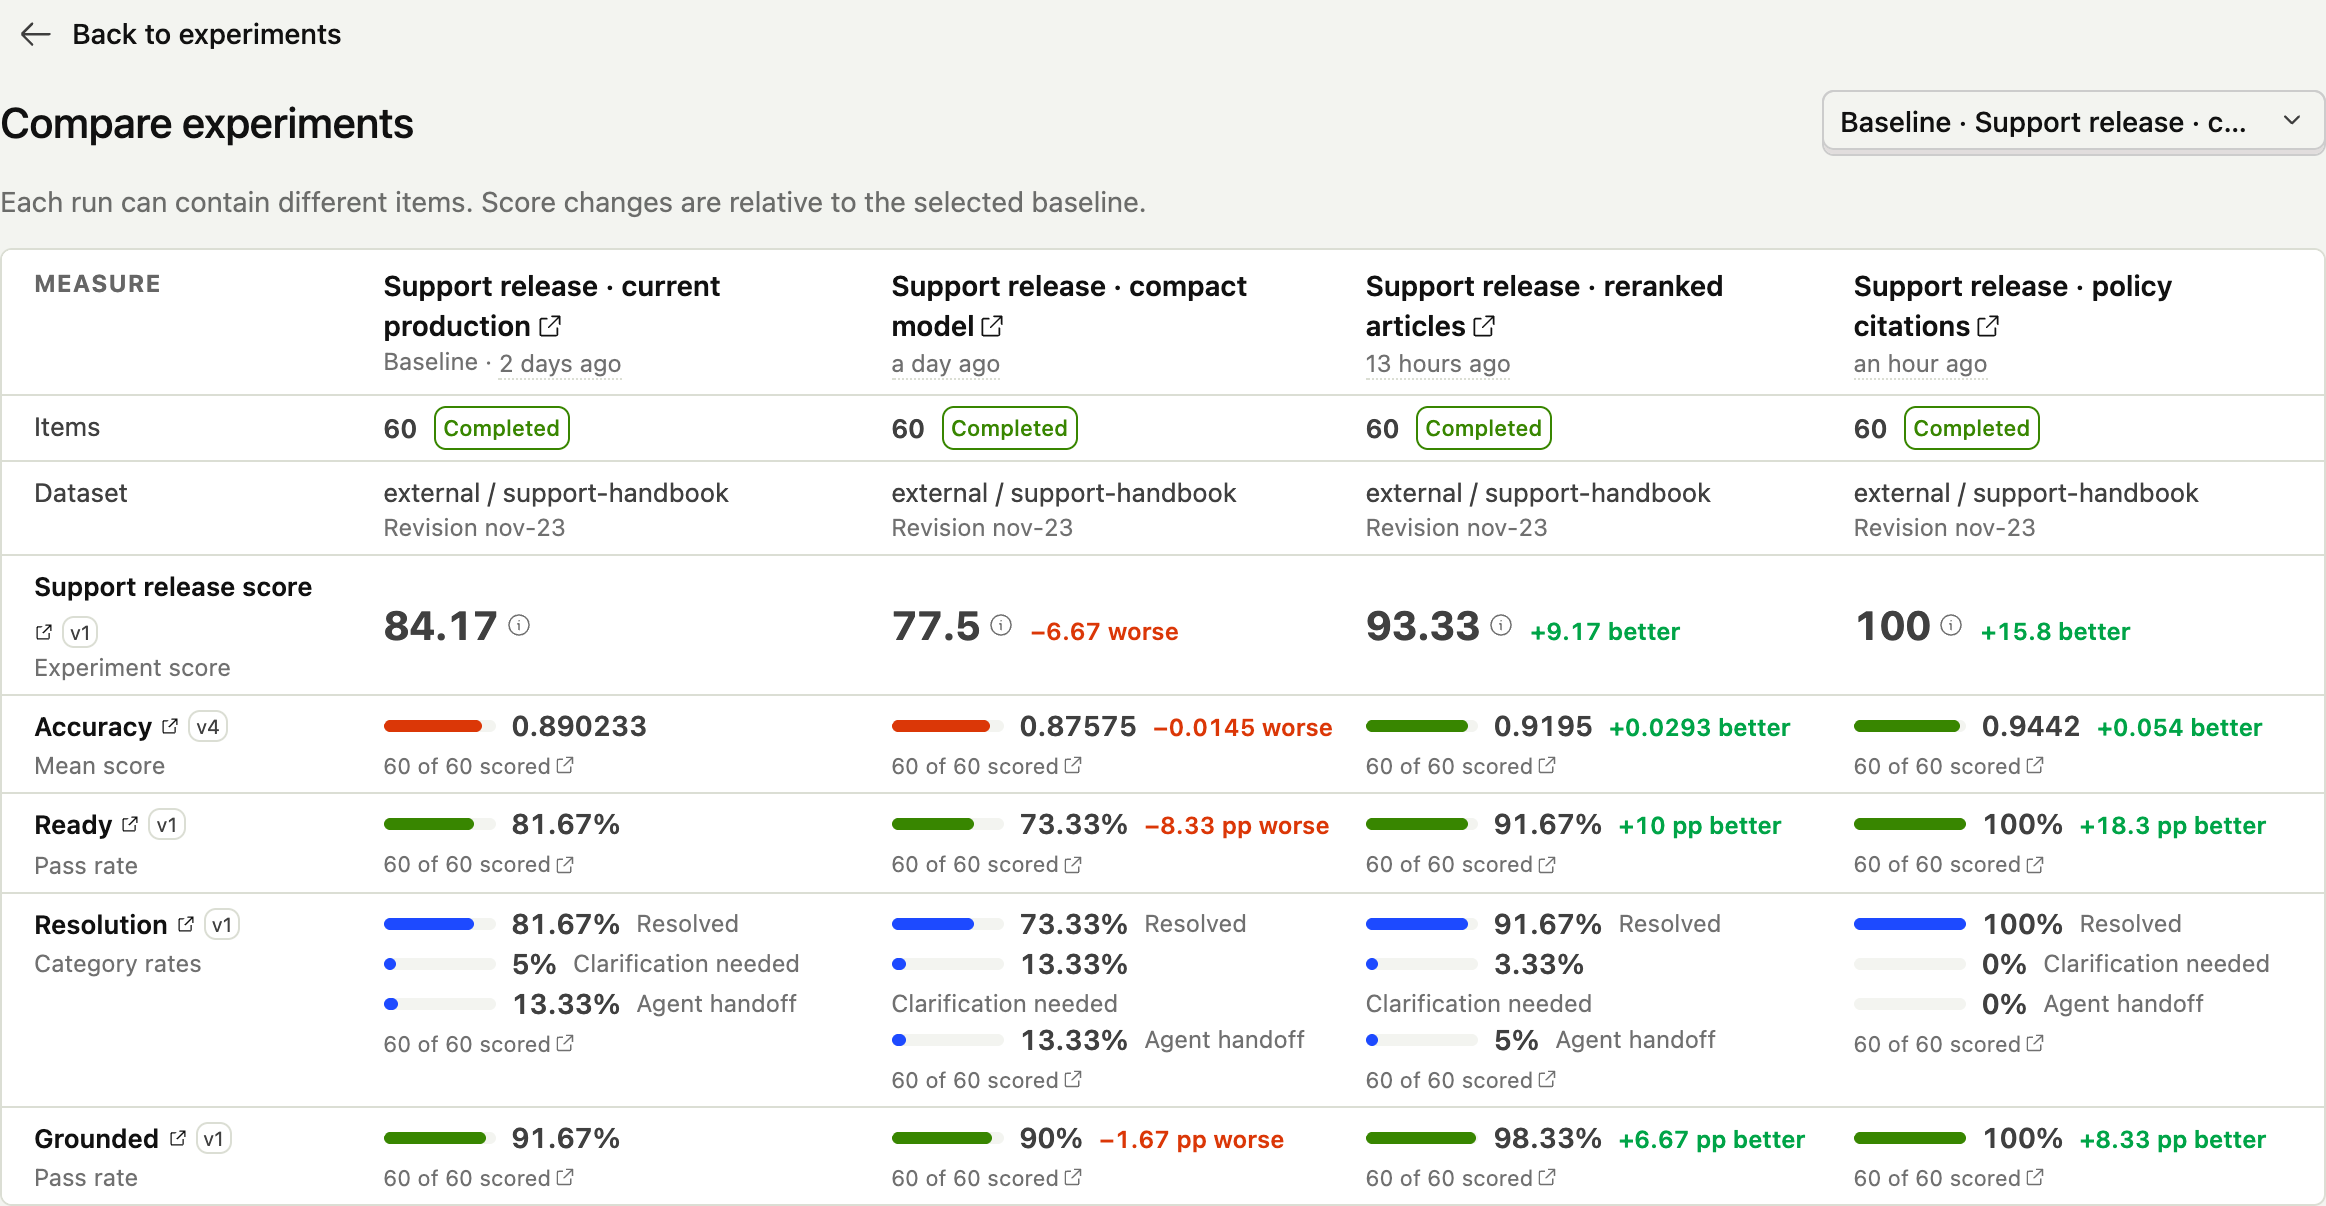 Back to experiments
Compare experiments
Baseline · Support release · c...
Each run can contain different items. Score changes are relative to the selected baseline.
MEASURE
Support release · current
production
Baseline · 2 days ago
Support release · compact
model
a day ago
Support release · reranked
articles
13 hours ago
Support release · policy
citations
an hour ago
Items
60 Completed
60 Completed
60 Completed
60 Completed
Dataset
external / support-handbook
Revision nov-23
external / support-handbook
Revision nov-23
external / support-handbook
Revision nov-23
external / support-handbook
Revision nov-23
Support release score
v1
Experiment score
84.17
77.5 −6.67 worse
93.33 +9.17 better
100 +15.8 better
Accuracy v4
Mean score
0.890233
60 of 60 scored
0.87575 −0.0145 worse
60 of 60 scored
0.9195 +0.0293 better
60 of 60 scored
0.9442 +0.054 better
60 of 60 scored
Ready v1
Pass rate
81.67%
60 of 60 scored
73.33% −8.33 pp worse
60 of 60 scored
91.67% +10 pp better
60 of 60 scored
100% +18.3 pp better
60 of 60 scored
Resolution v1
Category rates
81.67% Resolved
5% Clarification needed
13.33% Agent handoff
60 of 60 scored
73.33% Resolved
13.33%
Clarification needed
13.33% Agent handoff
60 of 60 scored
91.67% Resolved
3.33%
Clarification needed
5% Agent handoff
60 of 60 scored
100% Resolved
0% Clarification needed
0% Agent handoff
60 of 60 scored
Grounded v1
Pass rate
91.67%
60 of 60 scored
90% −1.67 pp worse
60 of 60 scored
98.33% +6.67 pp better
60 of 60 scored
100% +8.33 pp better
60 of 60 scored